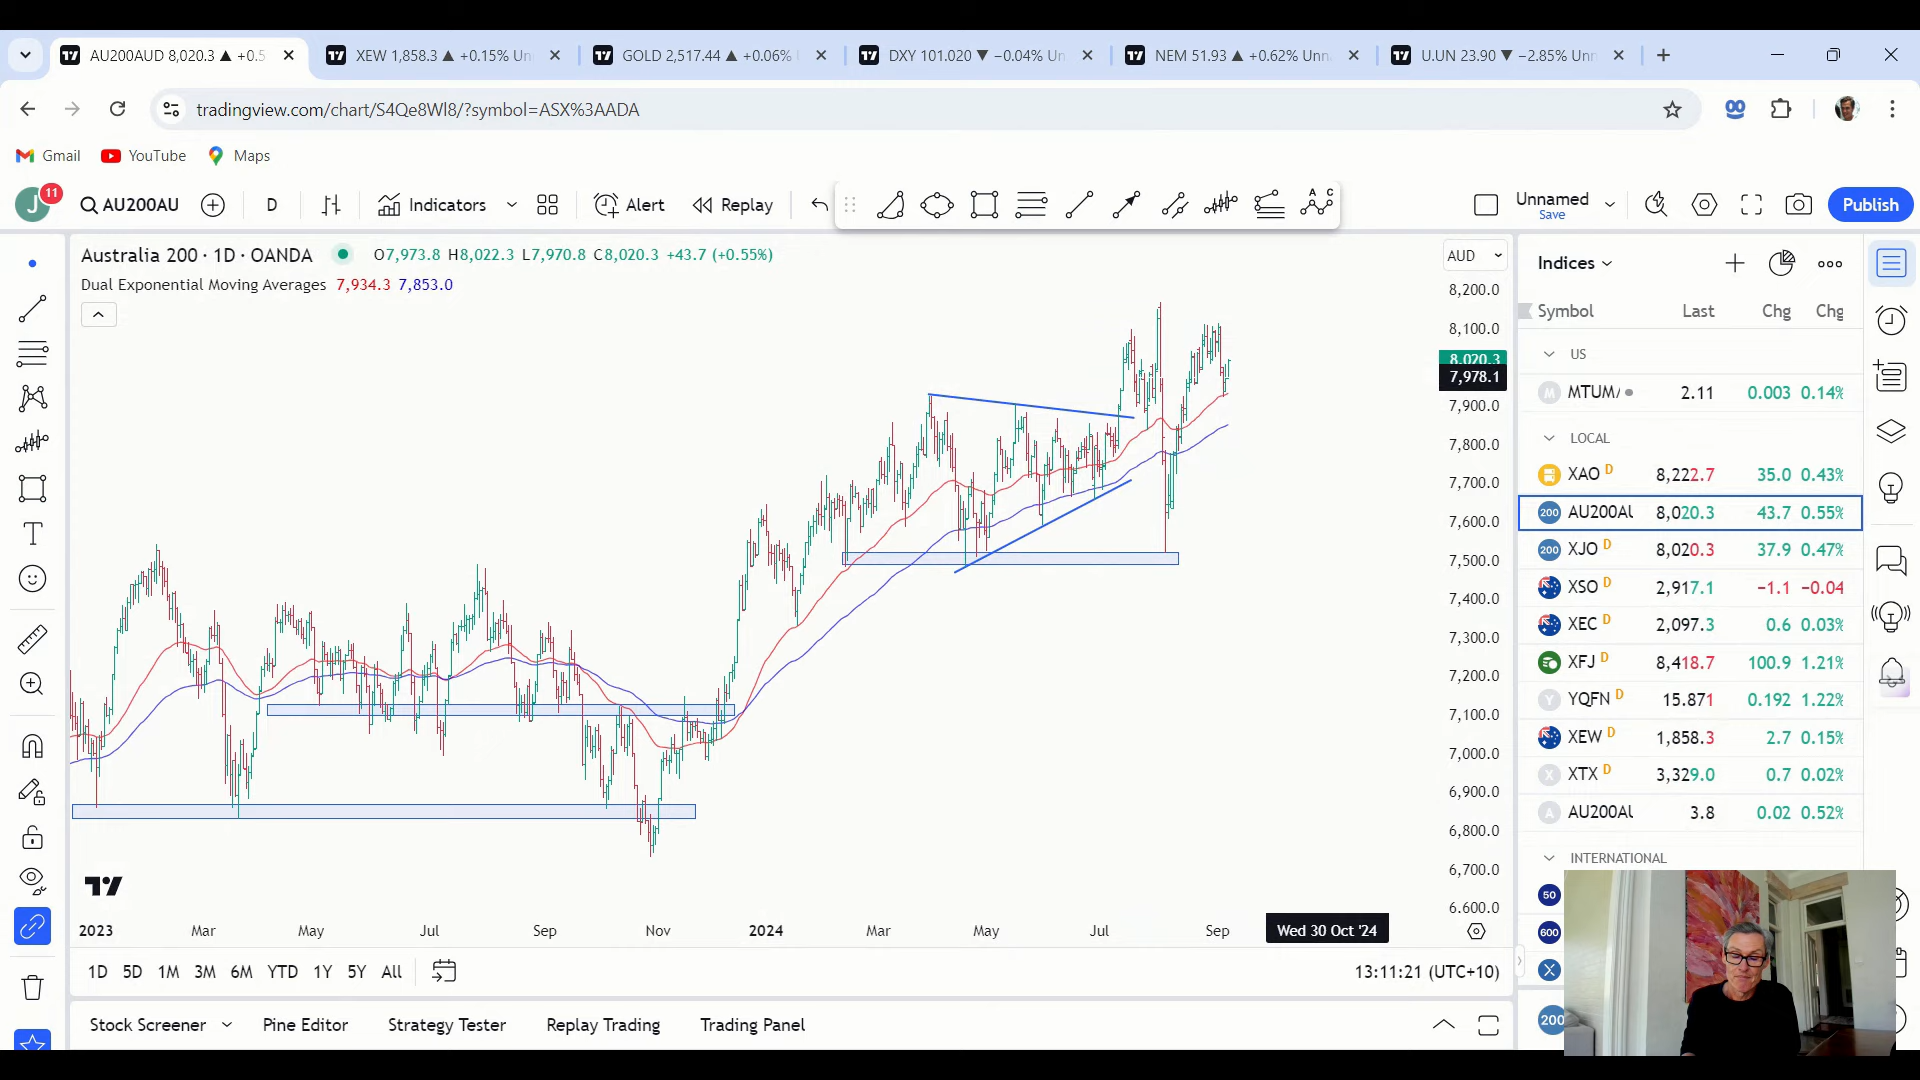 AU200AUD 8,020.3 ▲ +0.5
XEW 1,858.3 ▲ +0.15% Un
GOLD 2,517.44 ▲ +0.06%
DXY 101.020 ▼ −0.04% Un
NEM 51.93 ▲ +0.62% Unn
U.UN 23.90 ▼ −2.85% Unn
tradingview.com/chart/S4Qe8Wl8/?symbol=ASX%3AADA
Gmail YouTube Maps
J 11 AU200AU D Indicators Alert Replay A C Unnamed Save Publish
Australia 200 · 1D · OANDA O7,973.8 H8,022.3 L7,970.8 C8,020.3 +43.7 (+0.55%)
Dual Exponential Moving Averages 7,934.3 7,853.0
AUD
8,200.0
8,100.0
8,020.3
7,978.1
7,900.0
7,800.0
7,700.0
7,600.0
7,500.0
7,400.0
7,300.0
7,200.0
7,100.0
7,000.0
6,900.0
6,800.0
6,700.0
6,600.0
2023 Mar May Jul Sep Nov 2024 Mar May Jul Sep Wed 30 Oct '24
1D 5D 1M 3M 6M YTD 1Y 5Y All 13:11:21 (UTC+10)
Stock Screener Pine Editor Strategy Tester Replay Trading Trading Panel
Indices
Symbol Last Chg Chg
US
M MTUM/ 2.11 0.003 0.14%
LOCAL
XAO D 8,222.7 35.0 0.43%
200 AU200AU 8,020.3 43.7 0.55%
200 XJO D 8,020.3 37.9 0.47%
XSO D 2,917.1 −1.1 −0.04
XEC D 2,097.3 0.6 0.03%
XFJ D 8,418.7 100.9 1.21%
Y YQFN D 15.871 0.192 1.22%
XEW D 1,858.3 2.7 0.15%
X XTX D 3,329.0 0.7 0.02%
A AU200AU 3.8 0.02 0.52%
INTERNATIONAL
50
600
X
200